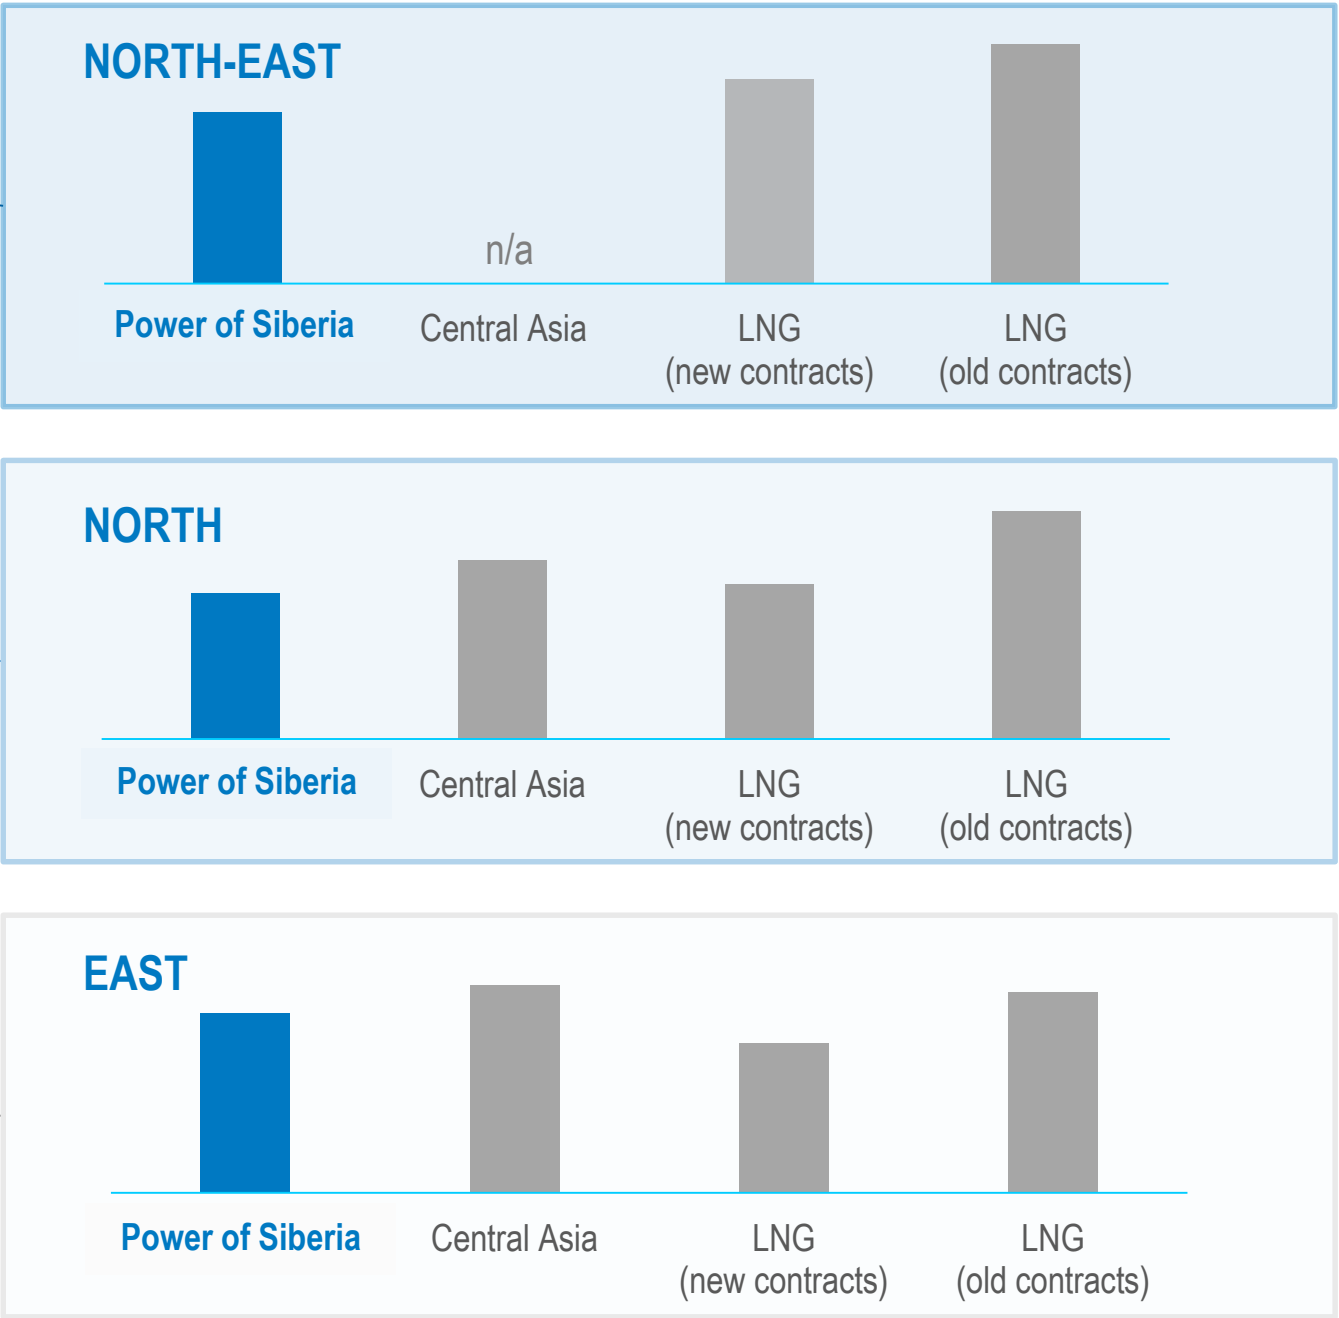 NORTH-EAST
n/a
Power of Siberia
Central Asia
LNG
(new contracts)
LNG
(old contracts)
NORTH
Power of Siberia
Central Asia
LNG
(new contracts)
LNG
(old contracts)
EAST
Power of Siberia
Central Asia
LNG
(new contracts)
LNG
(old contracts)